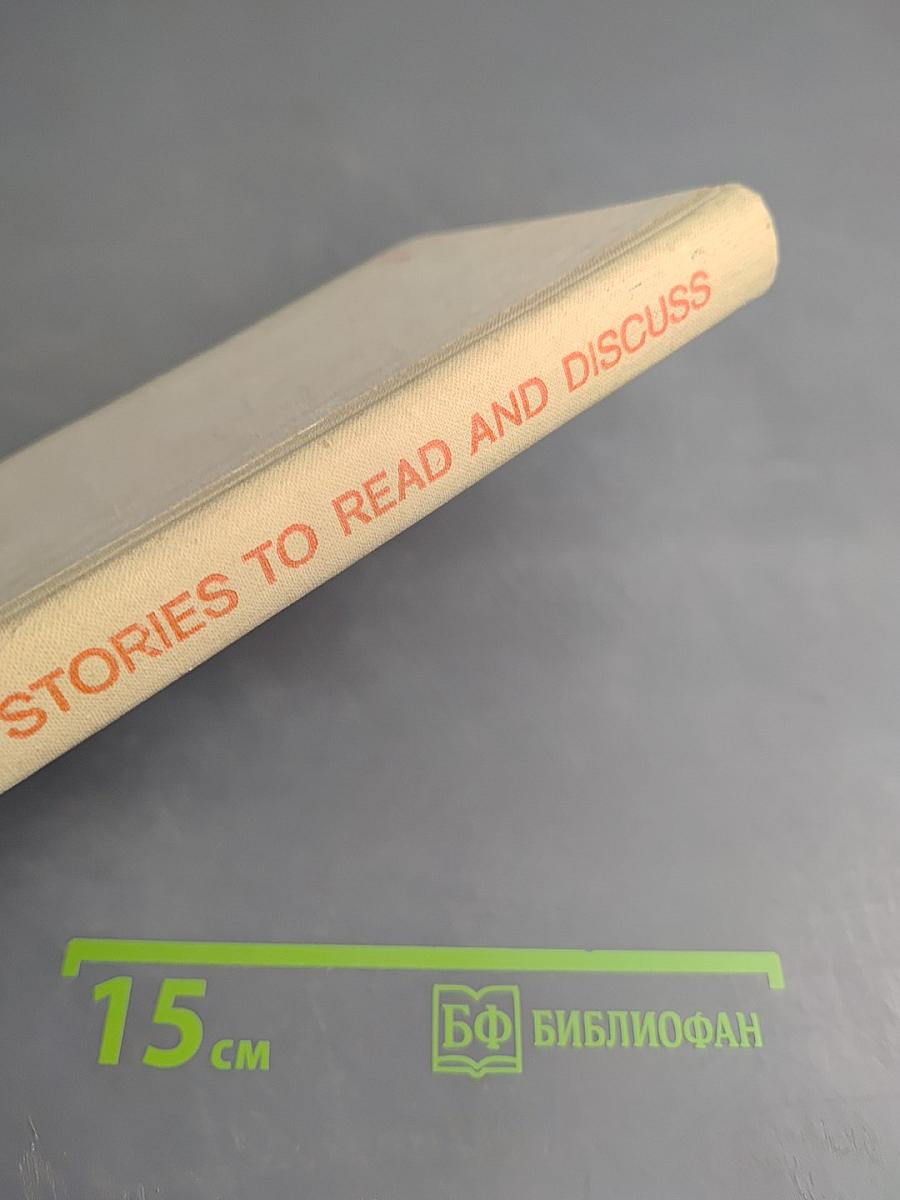 STORIES TO READ AND DISCUSS
15 см
БФ БИБЛИОФАН